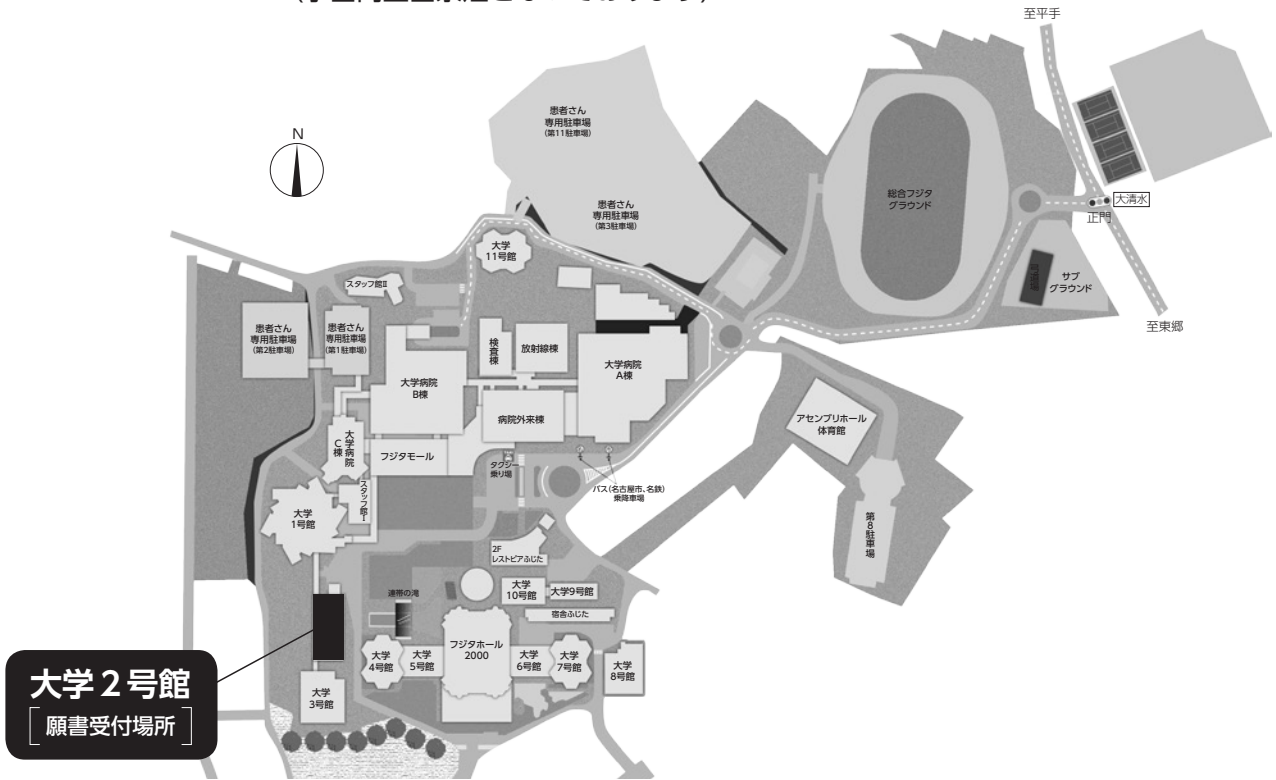 至平手
N
患者さん
専用駐車場
(第11駐車場)
患者さん
専用駐車場
(第3駐車場)
総合フジタ
グラウンド
大清水
正門
サブ
グラウンド
至東郷
大学
11号館
スタッフ館Ⅱ
患者さん
専用駐車場
(第2駐車場)
患者さん
専用駐車場
(第1駐車場)
検査棟
放射線棟
大学病院
A棟
大学病院
B棟
病院外来棟
アセンブリホール
体育館
大学病院
C棟
フジタモール
タクシー
乗り場
バス(名古屋市、名鉄)
乗降車場
スタッフ館Ⅰ
大学
1号館
第8駐車場
2F
レストピアふじた
連帯の滝
大学
10号館
大学9号館
宿舎ふじた
大学
4号館
大学
5号館
フジタホール
2000
大学
6号館
大学
7号館
大学
8号館
大学2号館
願書受付場所
大学
3号館